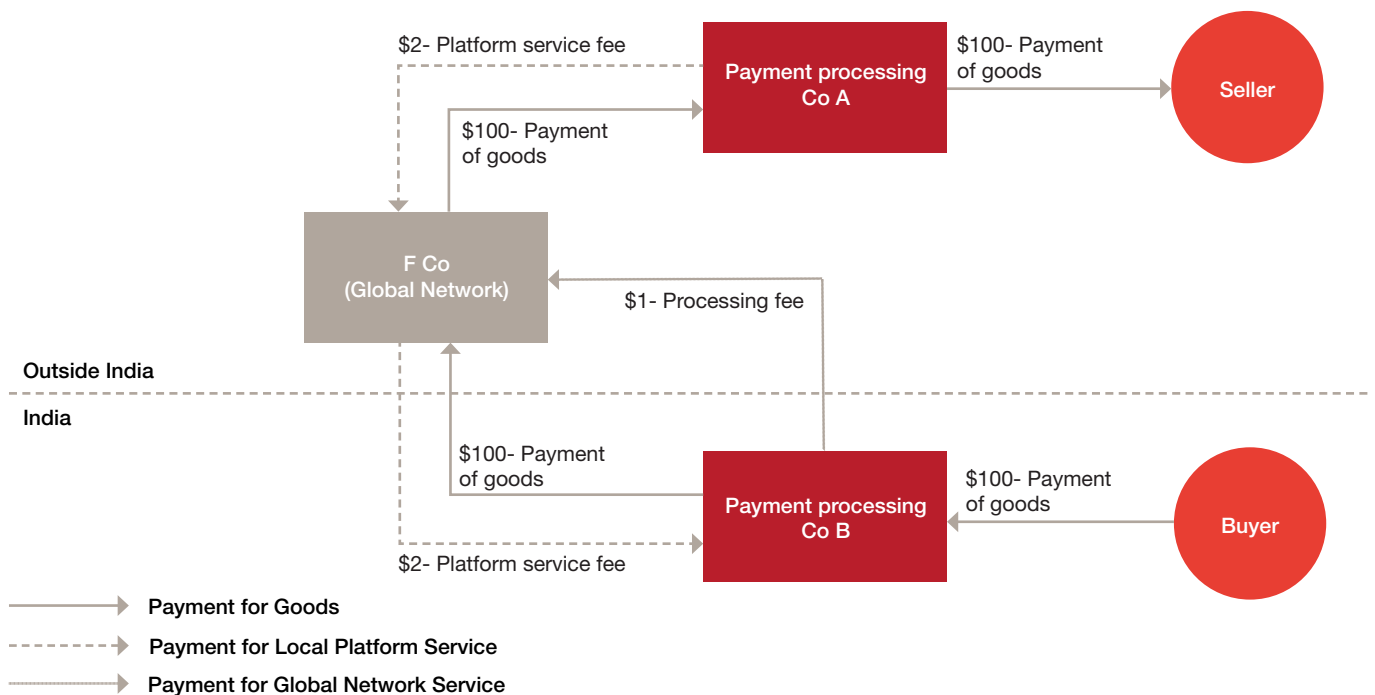 $2- Platform service fee
Payment processing
Co A
$100- Payment
of goods
Seller
$100- Payment
of goods
F Co
(Global Network)
$1- Processing fee
Outside India
India
$100- Payment
of goods
Payment processing
Co B
$100- Payment
of goods
Buyer
$2- Platform service fee
Payment for Goods
Payment for Local Platform Service
Payment for Global Network Service